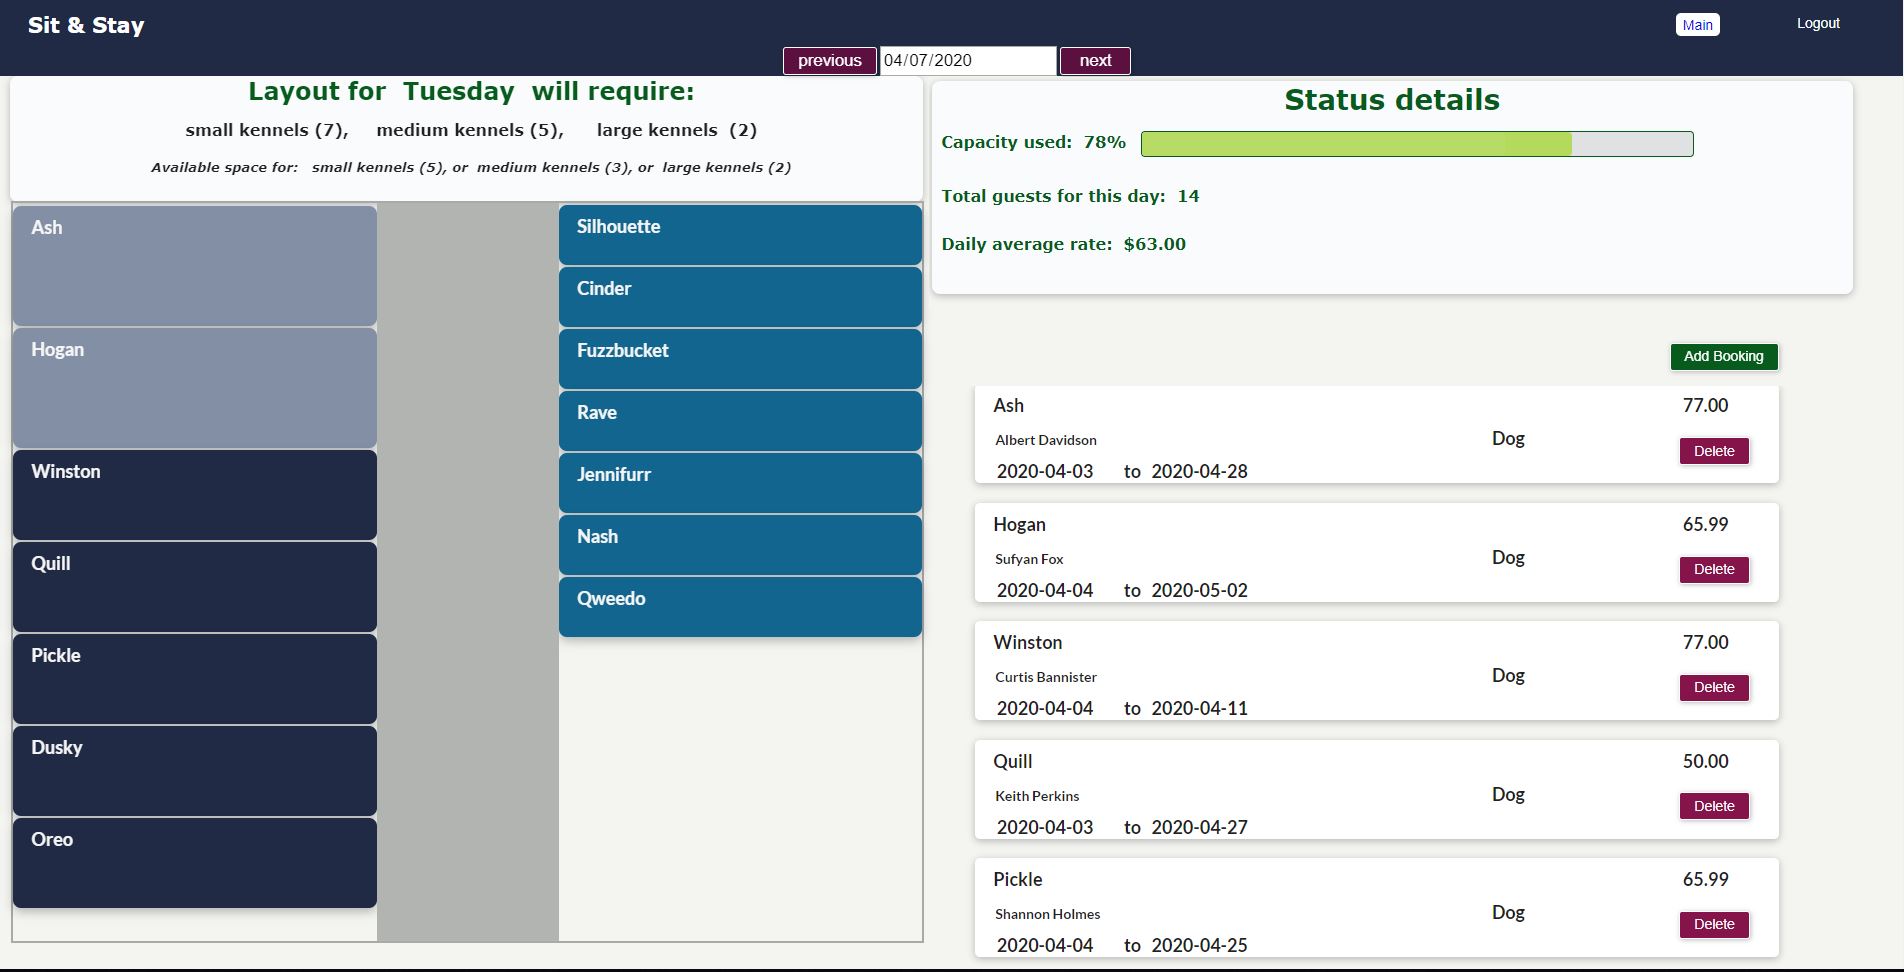 Sit & Stay
Main
Logout
previous 04/07/2020 next
Layout for Tuesday will require:
small kennels (7), medium kennels (5), large kennels (2)
Available space for: small kennels (5), or medium kennels (3), or large kennels (2)
Ash
Hogan
Winston
Quill
Pickle
Dusky
Oreo
Silhouette
Cinder
Fuzzbucket
Rave
Jennifurr
Nash
Qweedo
Status details
Capacity used: 78%
Total guests for this day: 14
Daily average rate: $63.00
Add Booking
Ash 77.00
Albert Davidson Dog
Delete
2020-04-03 to 2020-04-28
Hogan 65.99
Sufyan Fox Dog
Delete
2020-04-04 to 2020-05-02
Winston 77.00
Curtis Bannister Dog
Delete
2020-04-04 to 2020-04-11
Quill 50.00
Keith Perkins Dog
Delete
2020-04-03 to 2020-04-27
Pickle 65.99
Shannon Holmes Dog
Delete
2020-04-04 to 2020-04-25